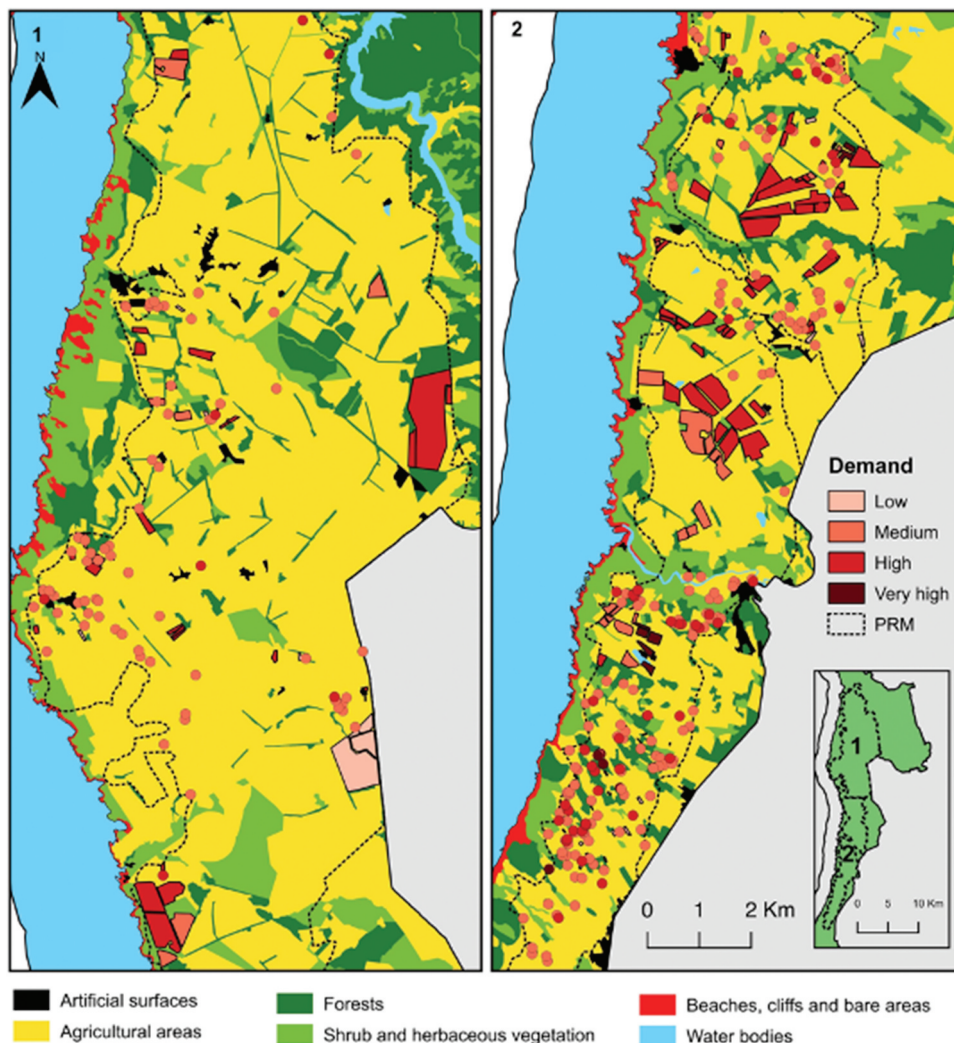 1
N
2
Demand
Low
Medium
High
Very high
PRM
1
2
0 5 10 Km
0 1 2 Km
Artificial surfaces
Forests
Beaches, cliffs and bare areas
Agricultural areas
Shrub and herbaceous vegetation
Water bodies